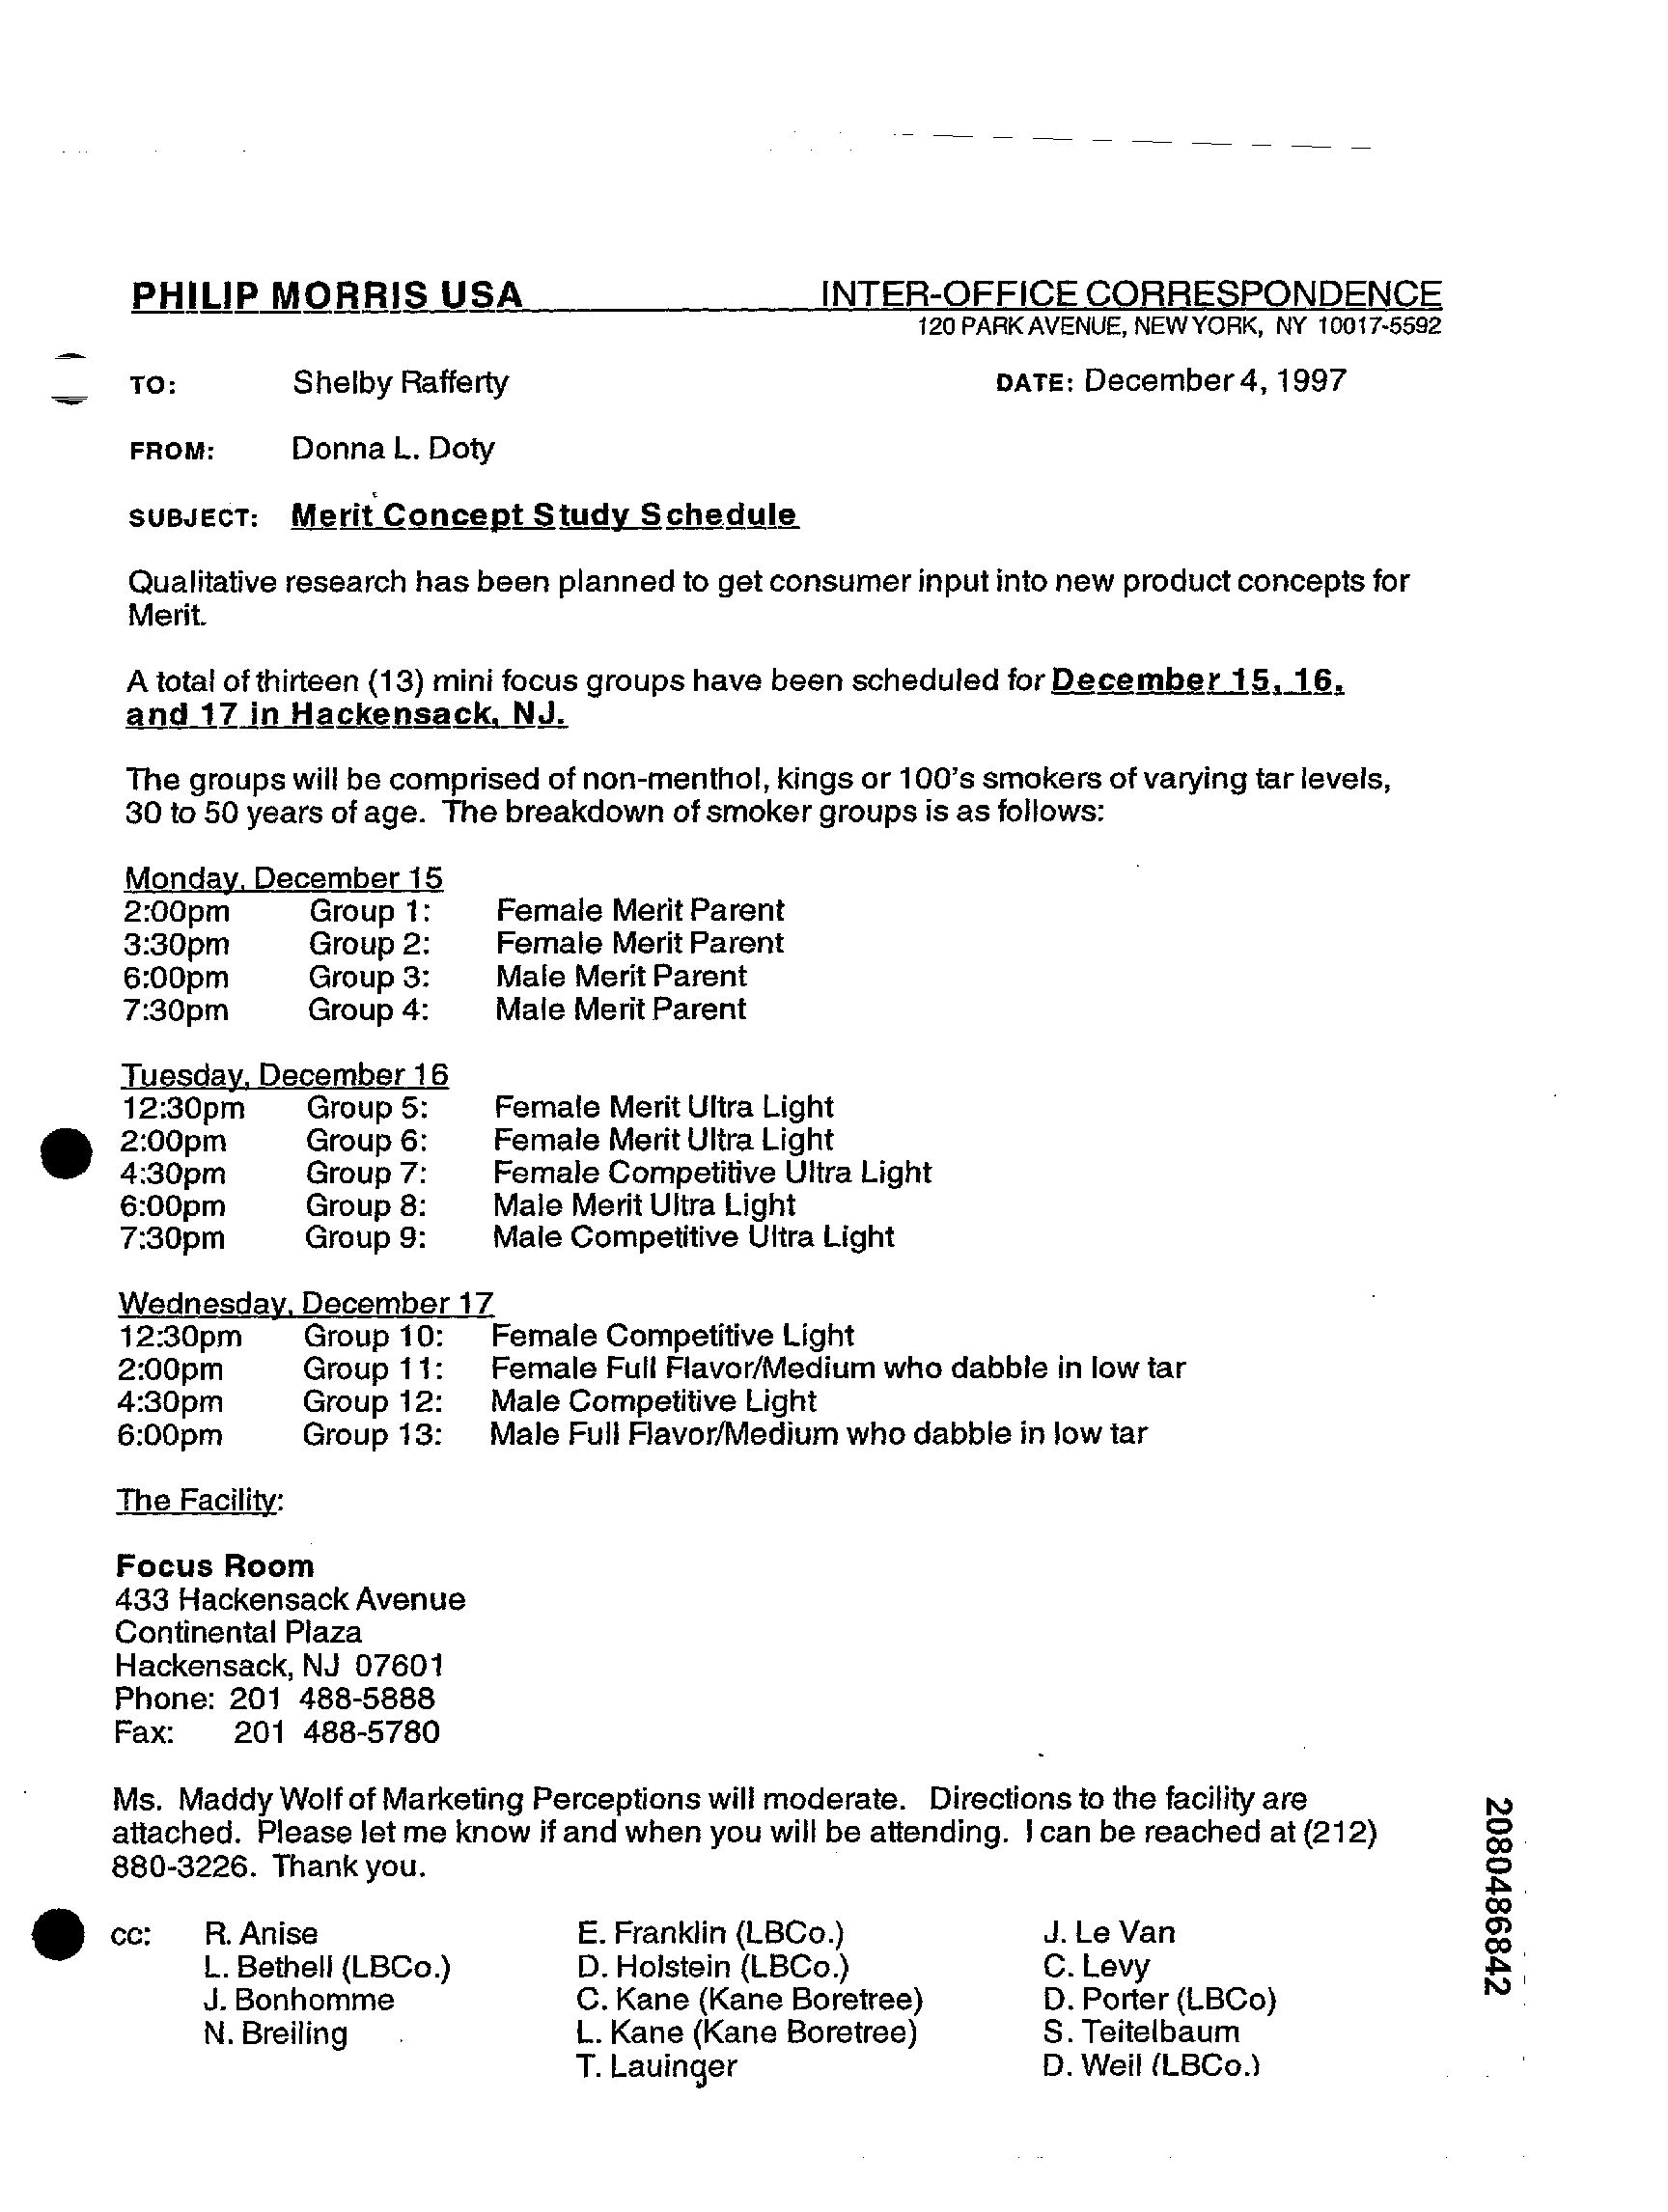 PHILIP MORRIS USA INTER-OFFICE CORRESPONDENCE
120 PARK AVENUE, NEW YORK, NY 10017-5592
TO: Shelby Rafferty DATE: December 4, 1997
FROM: Donna L. Doty
SUBJECT: Merit Concept Study Schedule
Qualitative research has been planned to get consumer input into new product concepts for
Merit.
A total of thirteen (13) mini focus groups have been scheduled for December 15, 16,
and 17 in Hackensack, NJ.
The groups will be comprised of non-menthol, kings or 100's smokers of varying tar levels,
30 to 50 years of age. The breakdown of smoker groups is as follows:
Monday, December 15
2:00pm Group 1: Female Merit Parent
3:30pm Group 2: Female Merit Parent
6:00pm Group 3: Male Merit Parent
7:30pm Group 4: Male Merit Parent
Tuesday, December 16
12:30pm Group 5: Female Merit Ultra Light
2:00pm Group 6: Female Merit Ultra Light
4:30pm Group 7: Female Competitive Ultra Light
6:00pm Group 8: Male Merit Ultra Light
7:30pm Group 9: Male Competitive Ultra Light
Wednesday, December 17
12:30pm Group 10: Female Competitive Light
2:00pm Group 11: Female Full Flavor/Medium who dabble in low tar
4:30pm Group 12: Male Competitive Light
6:00pm Group 13: Male Full Flavor/Medium who dabble in low tar
The Facility:
Focus Room
433 Hackensack Avenue
Continental Plaza
Hackensack, NJ 07601
Phone: 201 488-5888
Fax: 201 488-5780
Ms. Maddy Wolf of Marketing Perceptions will moderate. Directions to the facility are
attached. Please let me know if and when you will be attending. I can be reached at (212)
880-3226. Thank you.
cc: R. Anise E. Franklin (LBCo.) J. Le Van
L. Bethell (LBCo.) D. Holstein (LBCo.) C. Levy
J. Bonhomme C. Kane (Kane Boretree) D. Porter (LBCo)
N. Breiling L. Kane (Kane Boretree) S. Teitelbaum
T. Lauinger D. Weil (LBCo.)
2080486842